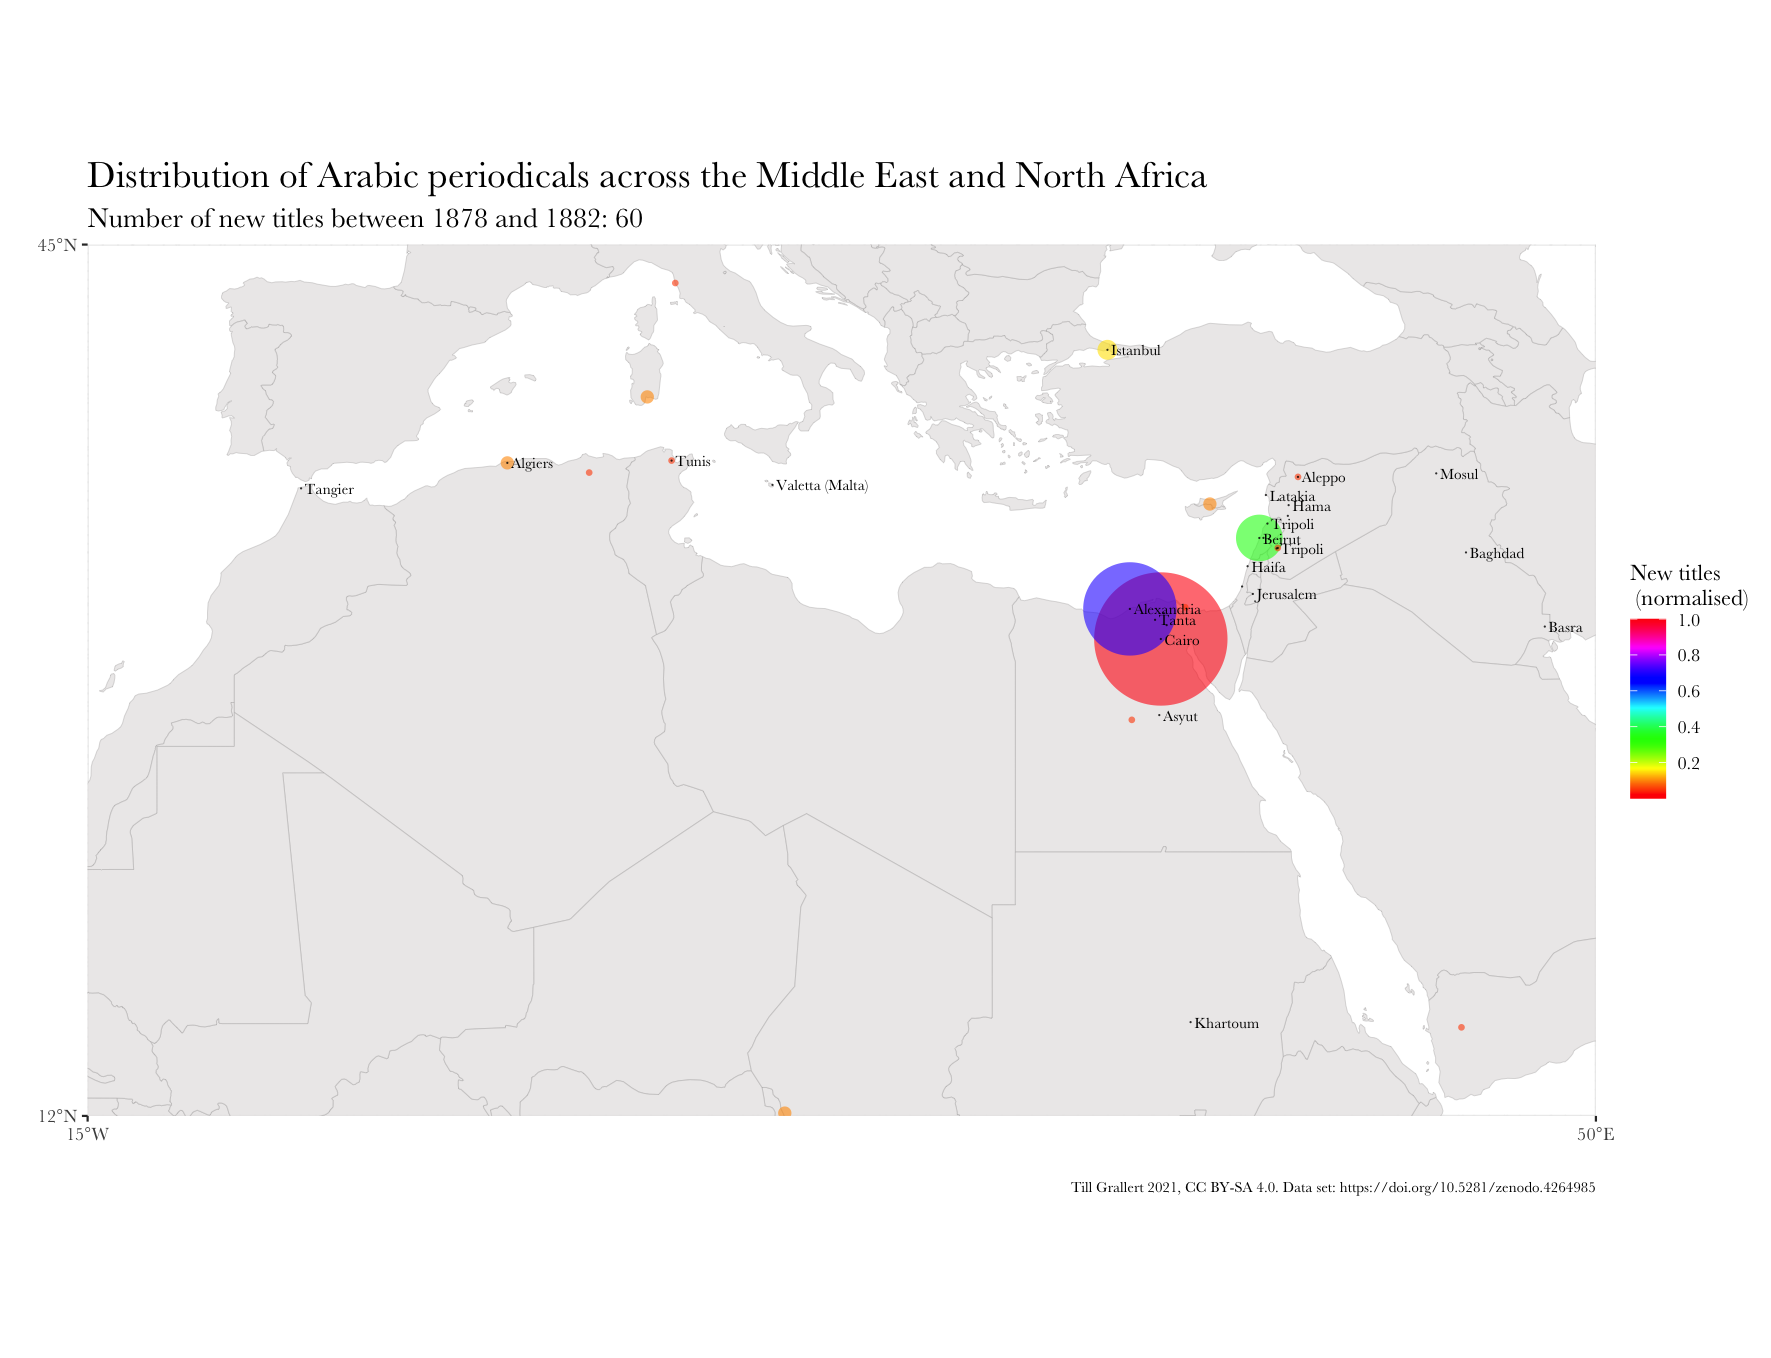 Distribution of Arabic periodicals across the Middle East and North Africa
Number of new titles between 1878 and 1882: 60
45°N
Istanbul
Algiers
Tunis
Tangier
Valetta (Malta)
Aleppo
Mosul
Latakia
Hama
Tripoli
Beirut
Tripoli
Baghdad
Haifa
Jerusalem
Alexandria
Tanta
Cairo
Basra
Asyut
Khartoum
New titles
(normalised)
1.0
0.8
0.6
0.4
0.2
12°N
15°W
50°E
Till Grallert 2021, CC BY-SA 4.0. Data set: https://doi.org/10.5281/zenodo.4264985